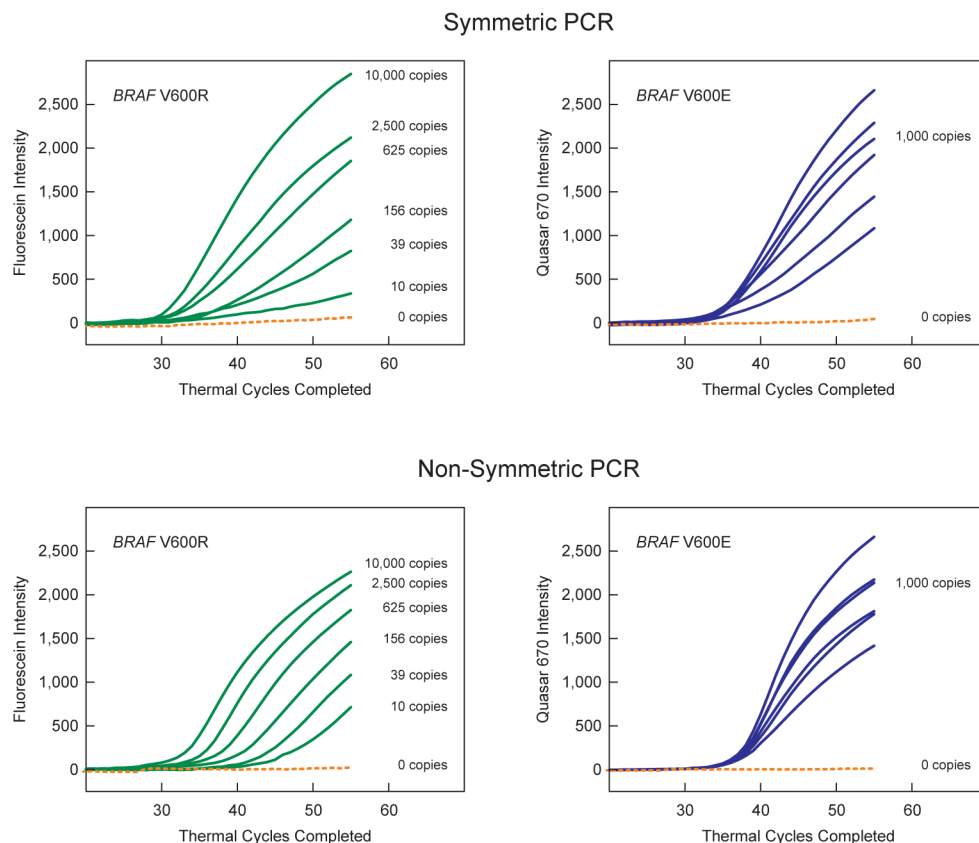 Symmetric PCR
BRAF V600R
10,000 copies
2,500 copies
625 copies
156 copies
39 copies
10 copies
0 copies
Fluorescein Intensity
2,500
2,000
1,500
1,000
500
0
30 40 50 60
Thermal Cycles Completed
BRAF V600E
1,000 copies
0 copies
Quasar 670 Intensity
2,500
2,000
1,500
1,000
500
0
30 40 50 60
Thermal Cycles Completed
Non-Symmetric PCR
BRAF V600R
10,000 copies
2,500 copies
625 copies
156 copies
39 copies
10 copies
0 copies
Fluorescein Intensity
2,500
2,000
1,500
1,000
500
0
30 40 50 60
Thermal Cycles Completed
BRAF V600E
1,000 copies
0 copies
Quasar 670 Intensity
2,500
2,000
1,500
1,000
500
0
30 40 50 60
Thermal Cycles Completed